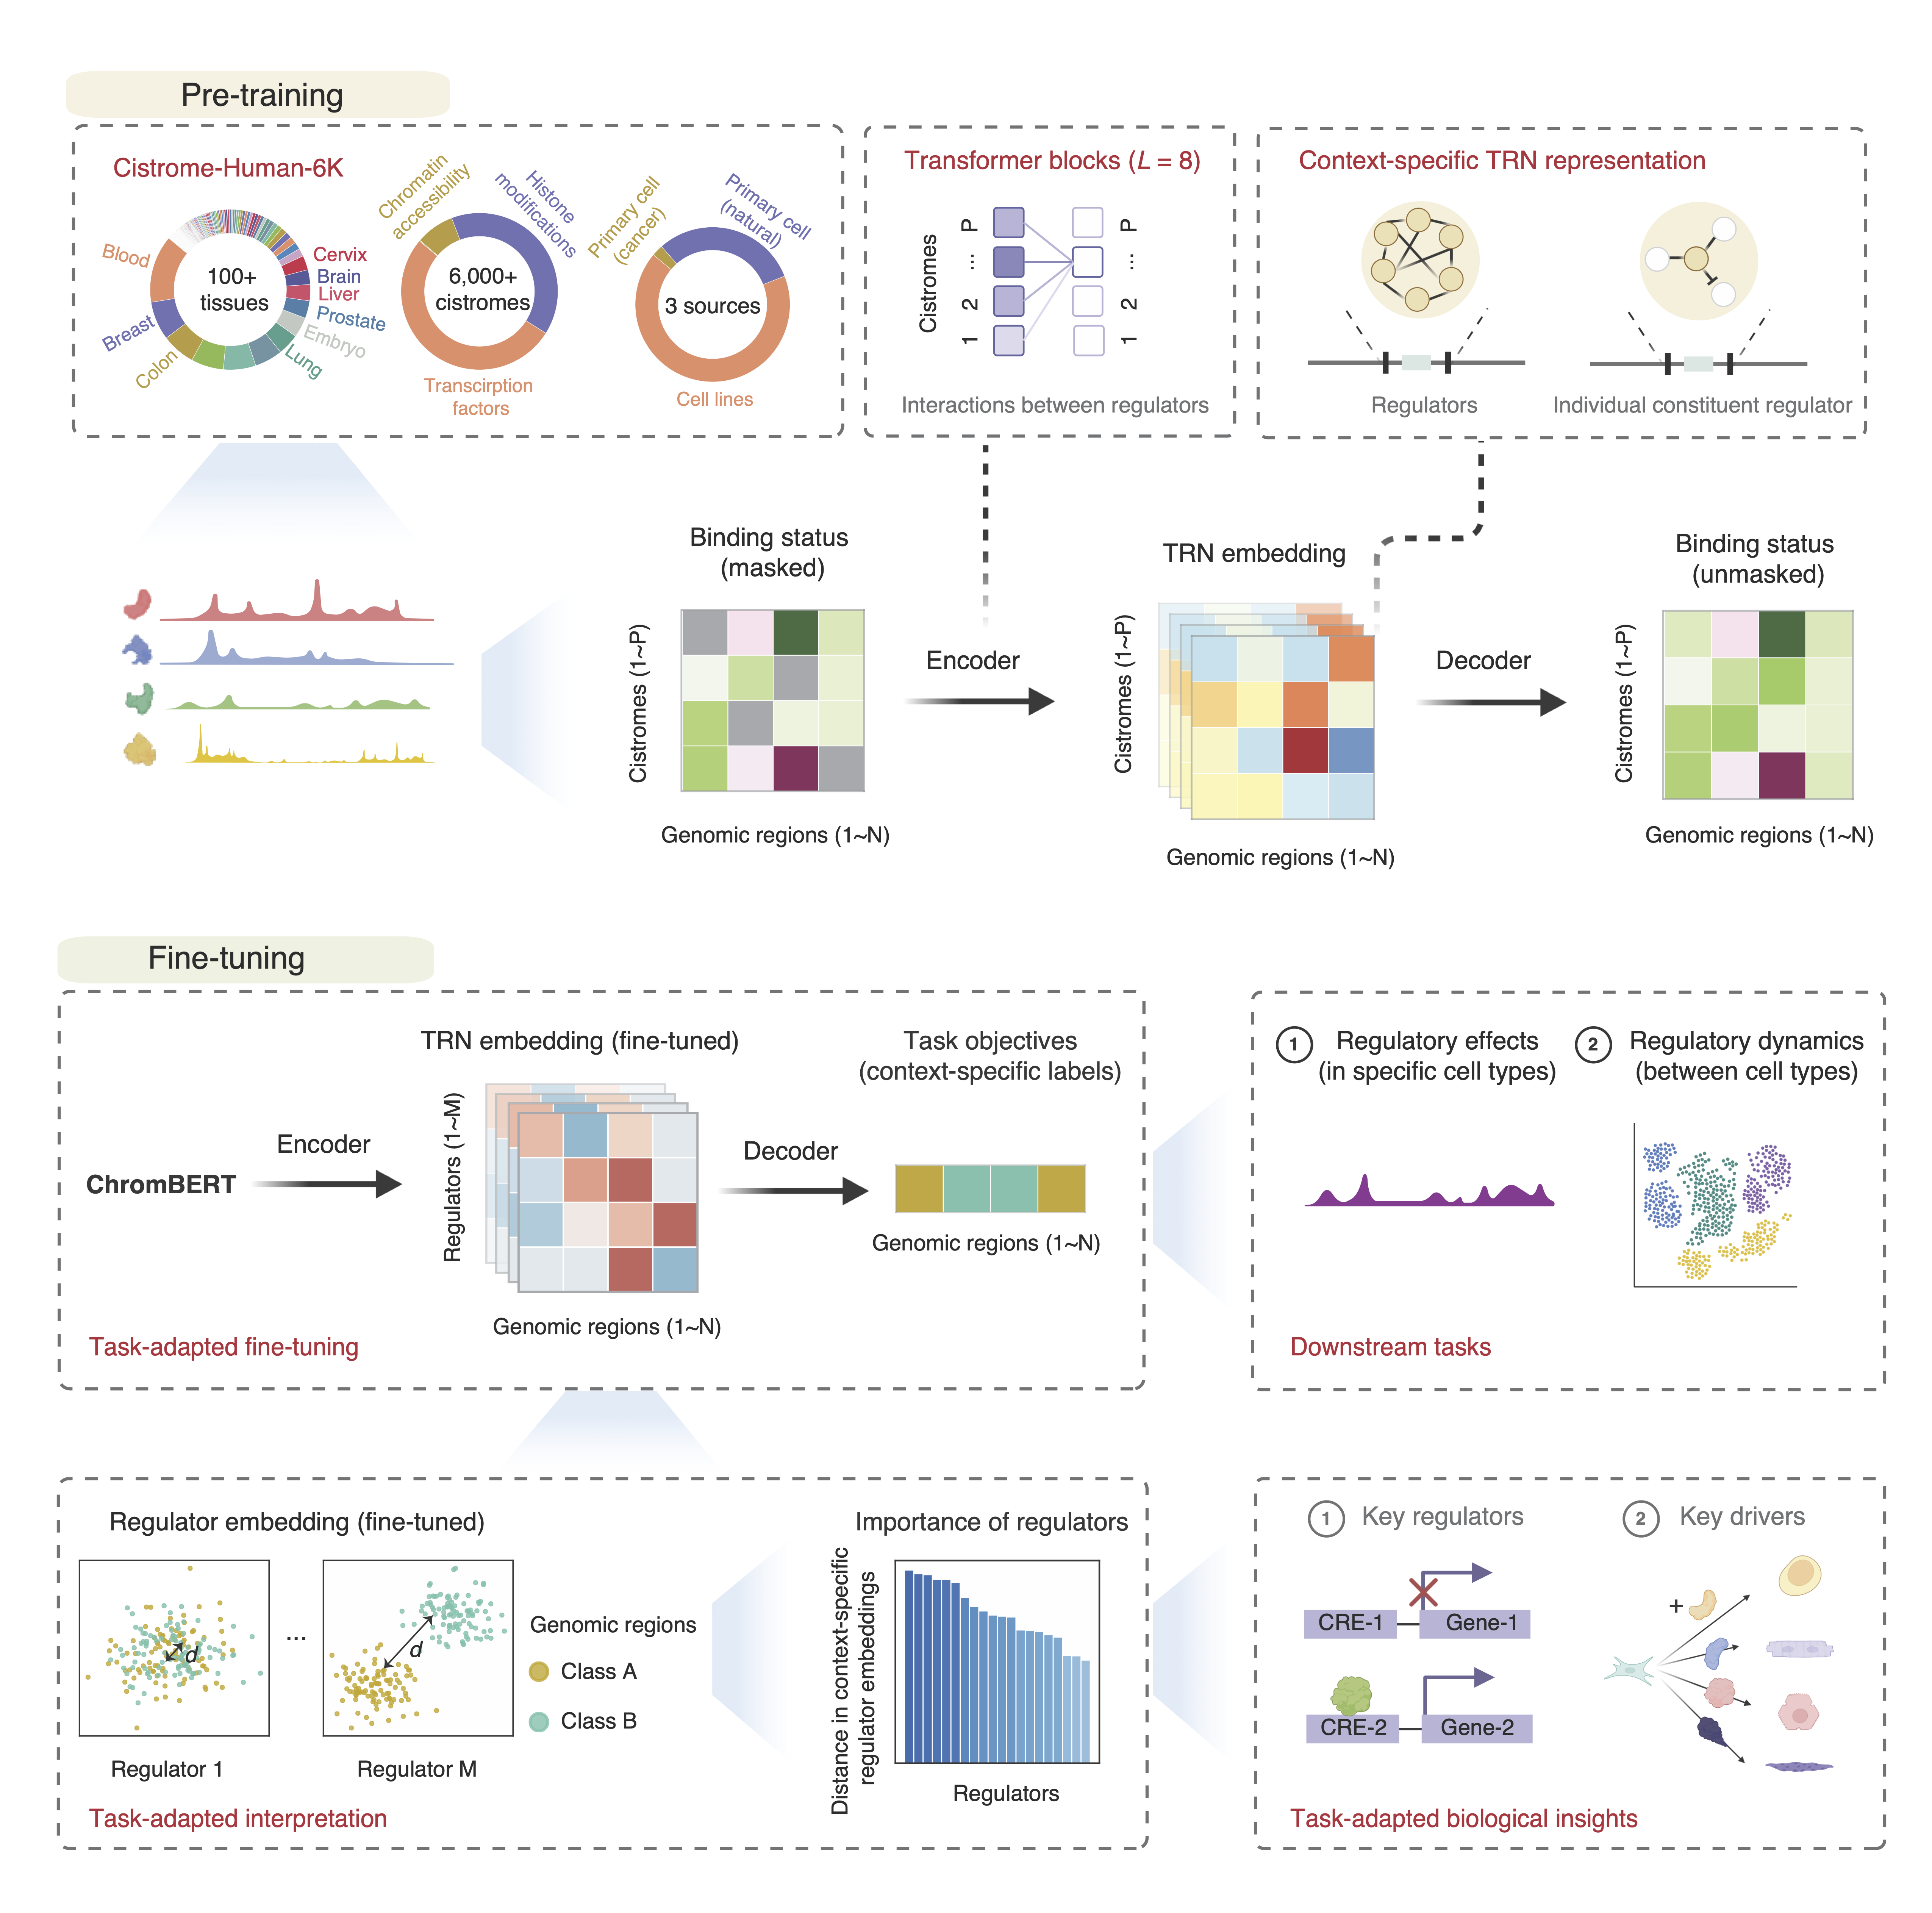 Pre-training
Cistrome-Human-6K
100+
tissues
Blood
Breast
Colon
Lung
Embryo
Prostate
Liver
Brain
Cervix
6,000+
cistromes
Chromatin
accessibility
Histone
modifications
Transcirption
factors
3 sources
Primary cell
(cancer)
Primary cell
(natural)
Cell lines
Transformer blocks (L = 8)
Cistromes
P
...
2
1
P
...
2
1
Interactions between regulators
Context-specific TRN representation
Regulators
Individual constituent regulator
Binding status
(masked)
Cistromes (1~P)
Genomic regions (1~N)
Encoder
TRN embedding
Cistromes (1~P)
Genomic regions (1~N)
Decoder
Binding status
(unmasked)
Cistromes (1~P)
Genomic regions (1~N)
Fine-tuning
ChromBERT
Encoder
TRN embedding (fine-tuned)
Regulators (1~M)
Genomic regions (1~N)
Decoder
Task objectives
(context-specific labels)
Genomic regions (1~N)
Task-adapted fine-tuning
1 Regulatory effects
(in specific cell types)
2 Regulatory dynamics
(between cell types)
Downstream tasks
Regulator embedding (fine-tuned)
d
Regulator 1
...
d
Regulator M
Genomic regions
Class A
Class B
Importance of regulators
Distance in context-specific
regulator embeddings
Regulators
Task-adapted interpretation
1 Key regulators
CRE-1
Gene-1
CRE-2
Gene-2
2 Key drivers
+
Task-adapted biological insights